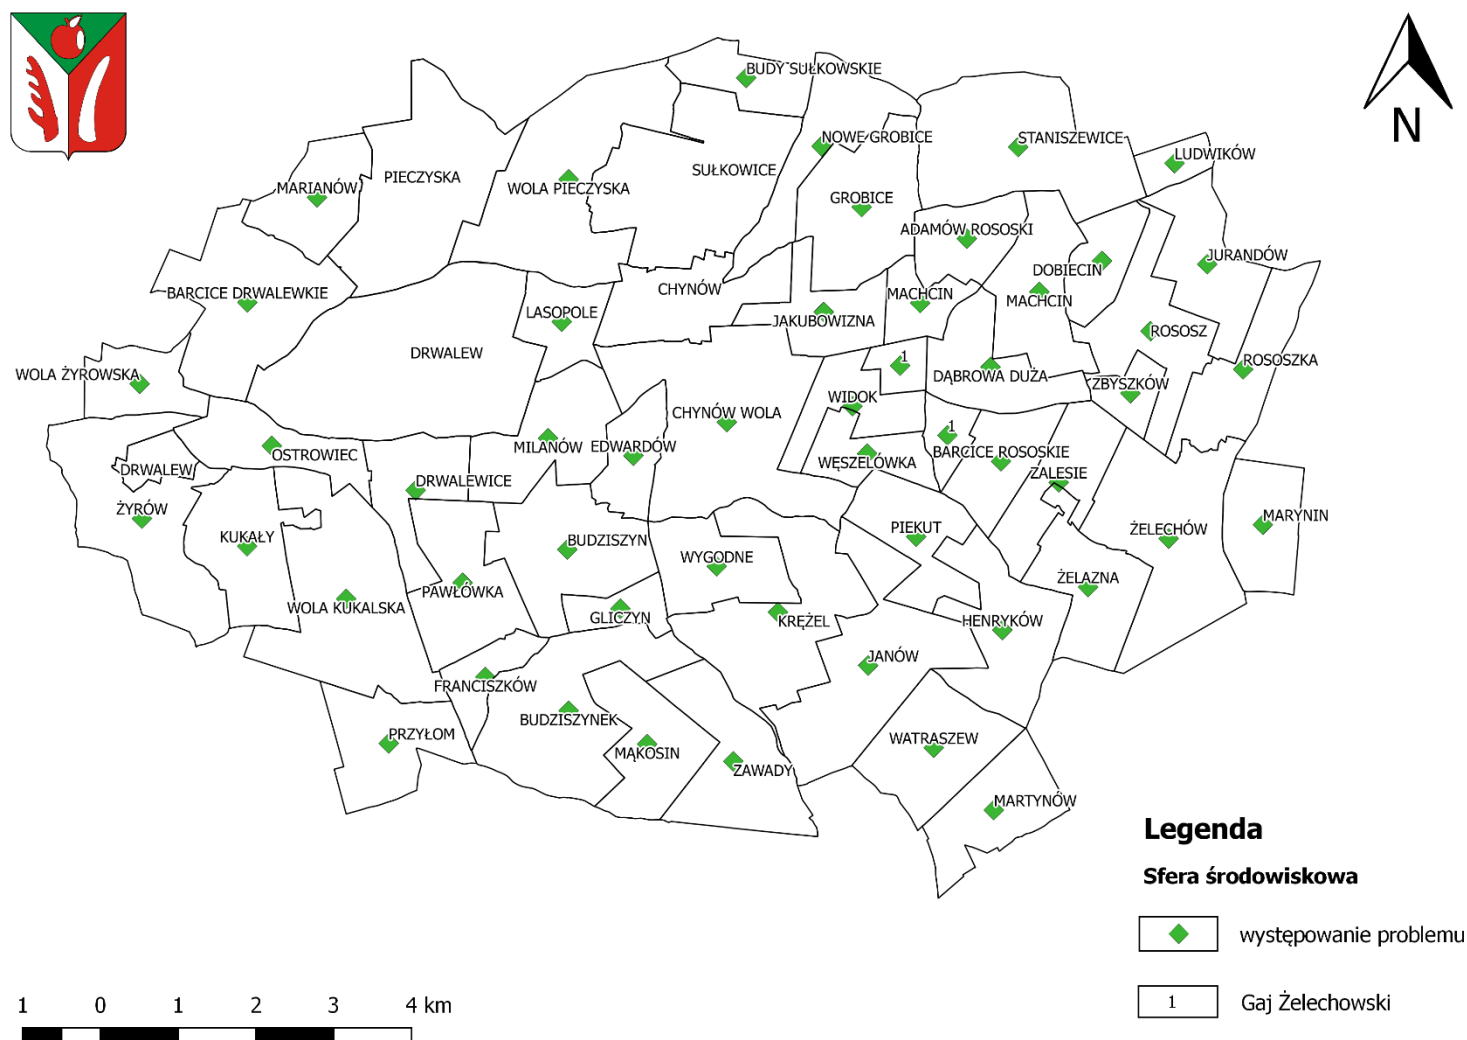 BUDY SUŁKOWSKIE
NOWE GROBICE
STANISZEWICE
LUDWIKÓW
SUŁKOWICE
PIECZYSKA
WOLA PIECZYSKA
MARIANÓW
GROBICE
ADAMÓW ROSOSKI
JURANDÓW
DOBIECIN
CHYNÓW
MACHCIN
MACHCIN
BARCICE DRWALEWKIE
LASOPOLE
JAKUBOWIZNA
ROSOSZ
DRWALEW
1
ROSOSZKA
WOLA ŻYROWSKA
DĄBROWA DUŻA
ZBYSZKÓW
WIDOK
CHYNÓW WOLA
1
MILANÓW
EDWARDÓW
OSTROWIEC
BARCICE ROSOSKIE
WĘSZELÓWKA
DRWALEW
ZALESIE
DRWALEWICE
ŻYRÓW
MARYNIN
PIEKUT
ŻELECHÓW
KUKAŁY
BUDZISZYN
WYGODNE
ŻELAZNA
PAWŁÓWKA
WOLA KUKALSKA
GLICZYN
KRĘŻEL
HENRYKÓW
JANÓW
FRANCISZKÓW
BUDZISZYNEK
PRZYŁOM
WATRASZEW
MĄKOSIN
ZAWADY
MARTYNÓW
N
Legenda
Sfera środowiskowa
występowanie problemu
1 Gaj Żelechowski
1 0 1 2 3 4 km